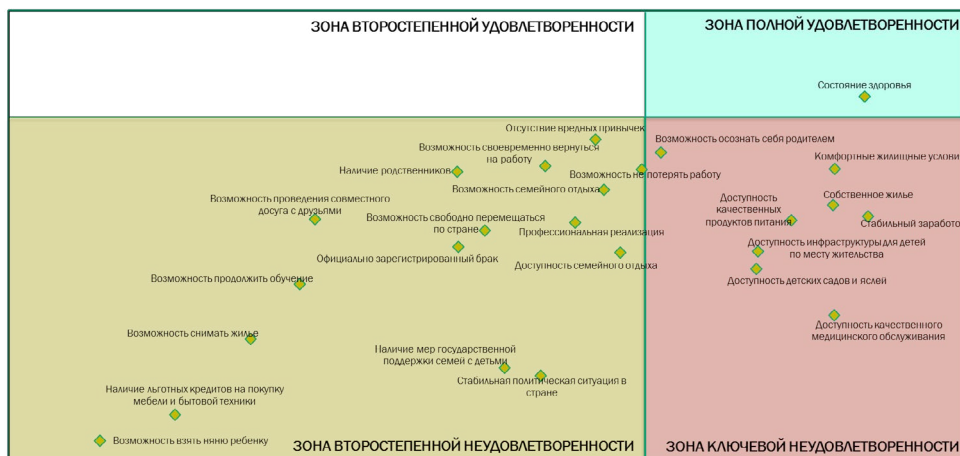 ЗОНА ВТОРОСТЕПЕННОЙ УДОВЛЕТВОРЕННОСТИ
ЗОНА ПОЛНОЙ УДОВЛЕТВОРЕННОСТИ
Состояние здоровья
Отсутствие вредных привычек
Возможность осознать себя родителем
Возможность своевременно вернуться
на работу
Комфортные жилищные услови
Наличие родственников
Возможность не потерять работу
Возможность семейного отдыха
Собственное жилье
Возможность проведения совместного
досуга с друзьями
Доступность
качественных
продуктов питания
Возможность свободно перемещаться
по стране
Стабильный заработо
Профессиональная реализация
Доступность инфраструктуры для детей
по месту жительства
Официально зарегистрированный брак
Доступность семейного отдыха
Возможность продолжить обучение
Доступность детских садов и яслей
Доступность качественного
медицинского обслуживания
Возможность снимать жилье
Наличие мер государственной
поддержки семей с детьми
Стабильная политическая ситуация в
стране
Наличие льготных кредитов на покупку
мебели и бытовой техники
Возможность взять няню ребенку
ЗОНА ВТОРОСТЕПЕННОЙ НЕУДОВЛЕТВОРЕННОСТИ
ЗОНА КЛЮЧЕВОЙ НЕУДОВЛЕТВОРЕННОСТИ